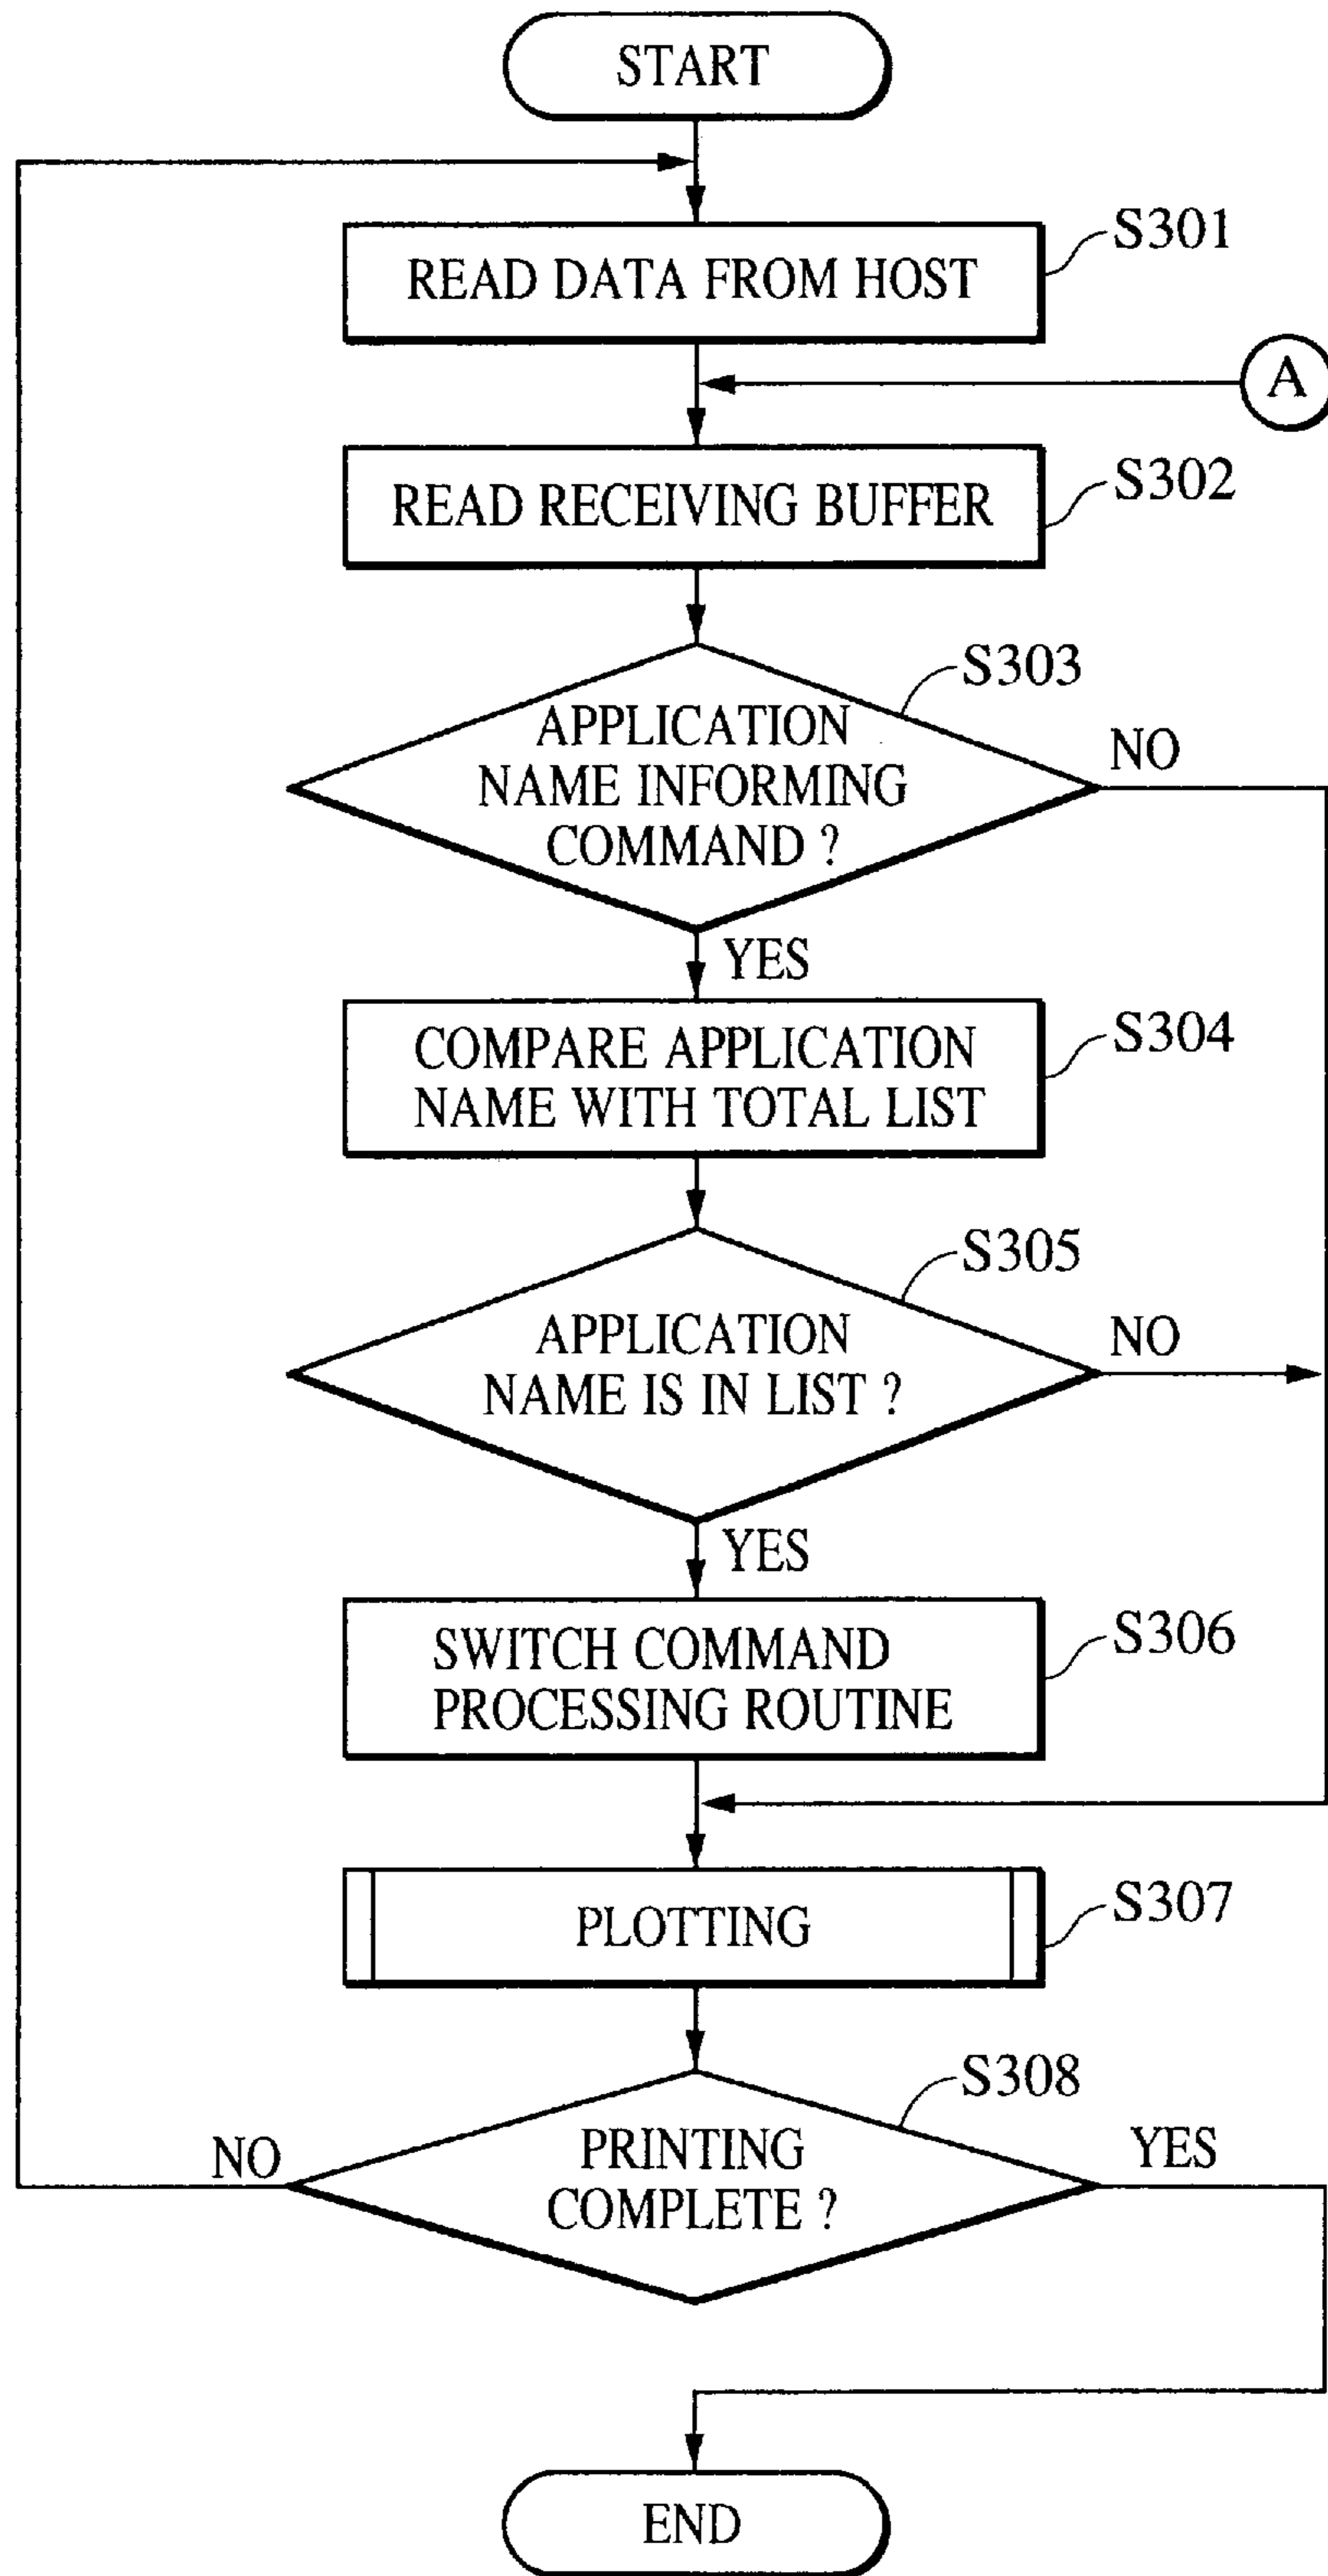 START
S301
READ DATA FROM HOST
A
S302
READ RECEIVING BUFFER
S303
APPLICATION
NAME INFORMING
COMMAND ?
NO
YES
S304
COMPARE APPLICATION
NAME WITH TOTAL LIST
S305
APPLICATION
NAME IS IN LIST ?
NO
YES
S306
SWITCH COMMAND
PROCESSING ROUTINE
S307
PLOTTING
S308
PRINTING
COMPLETE ?
NO
YES
END